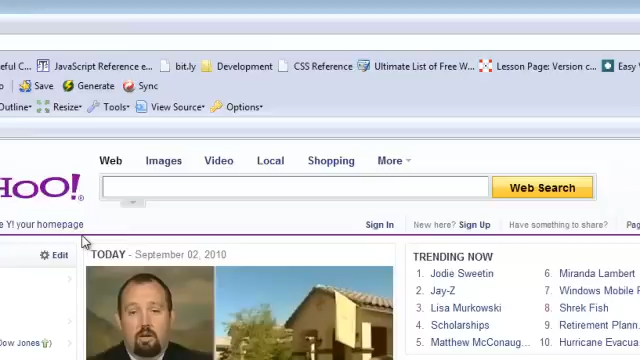 eful C... JavaScript Reference e... bit.ly Development CSS Reference Ultimate List of Free W... Lesson Page: Version c... Easy
Save Generate Sync
Outline Resize Tools View Source Options
Web Images Video Local Shopping More
HOO!® Web Search
e Y! your homepage Sign In New here? Sign Up Have something to share? Pag
Edit TODAY - September 02, 2010 TRENDING NOW
1. Jodie Sweetin 6. Miranda Lambert
2. Jay-Z 7. Windows Mobile
3. Lisa Murkowski 8. Shrek Fish
4. Scholarships 9. Retirement Plann.
Dow Jones 5. Matthew McConaug... 10. Hurricane Evacua